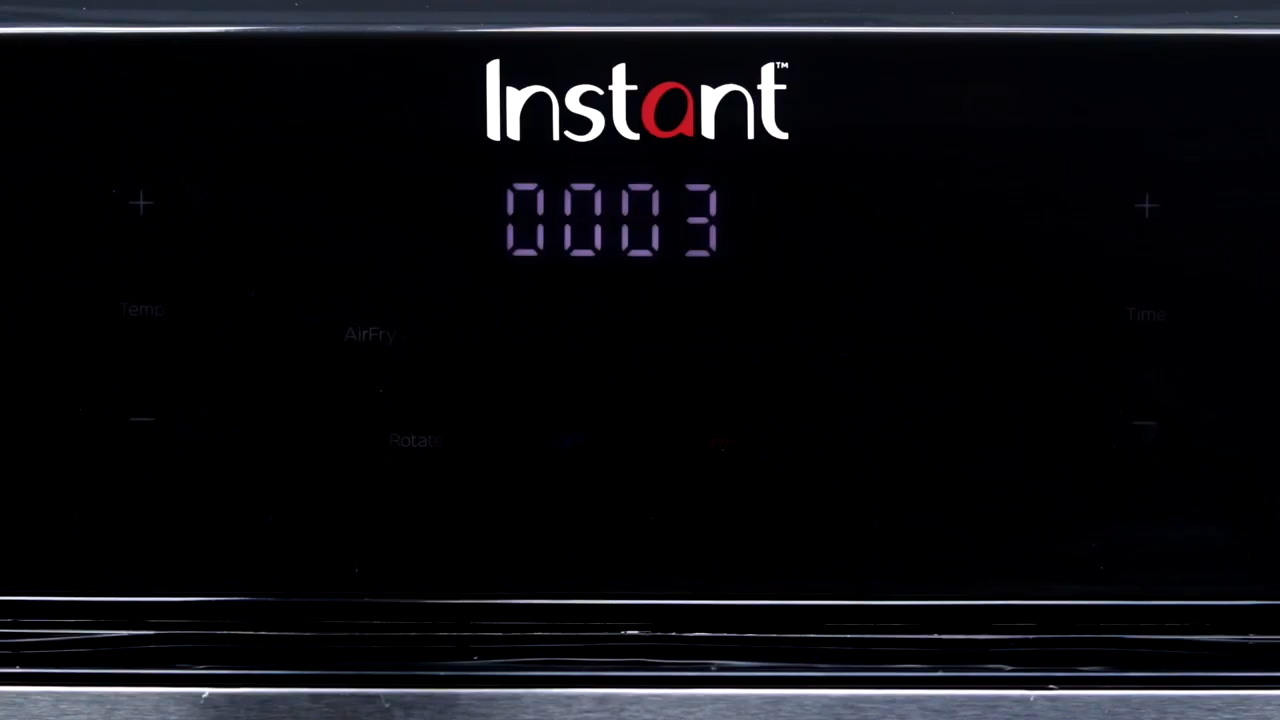 Instant™
0003
+ +
Temp Time
AirFry
− −
Rotate